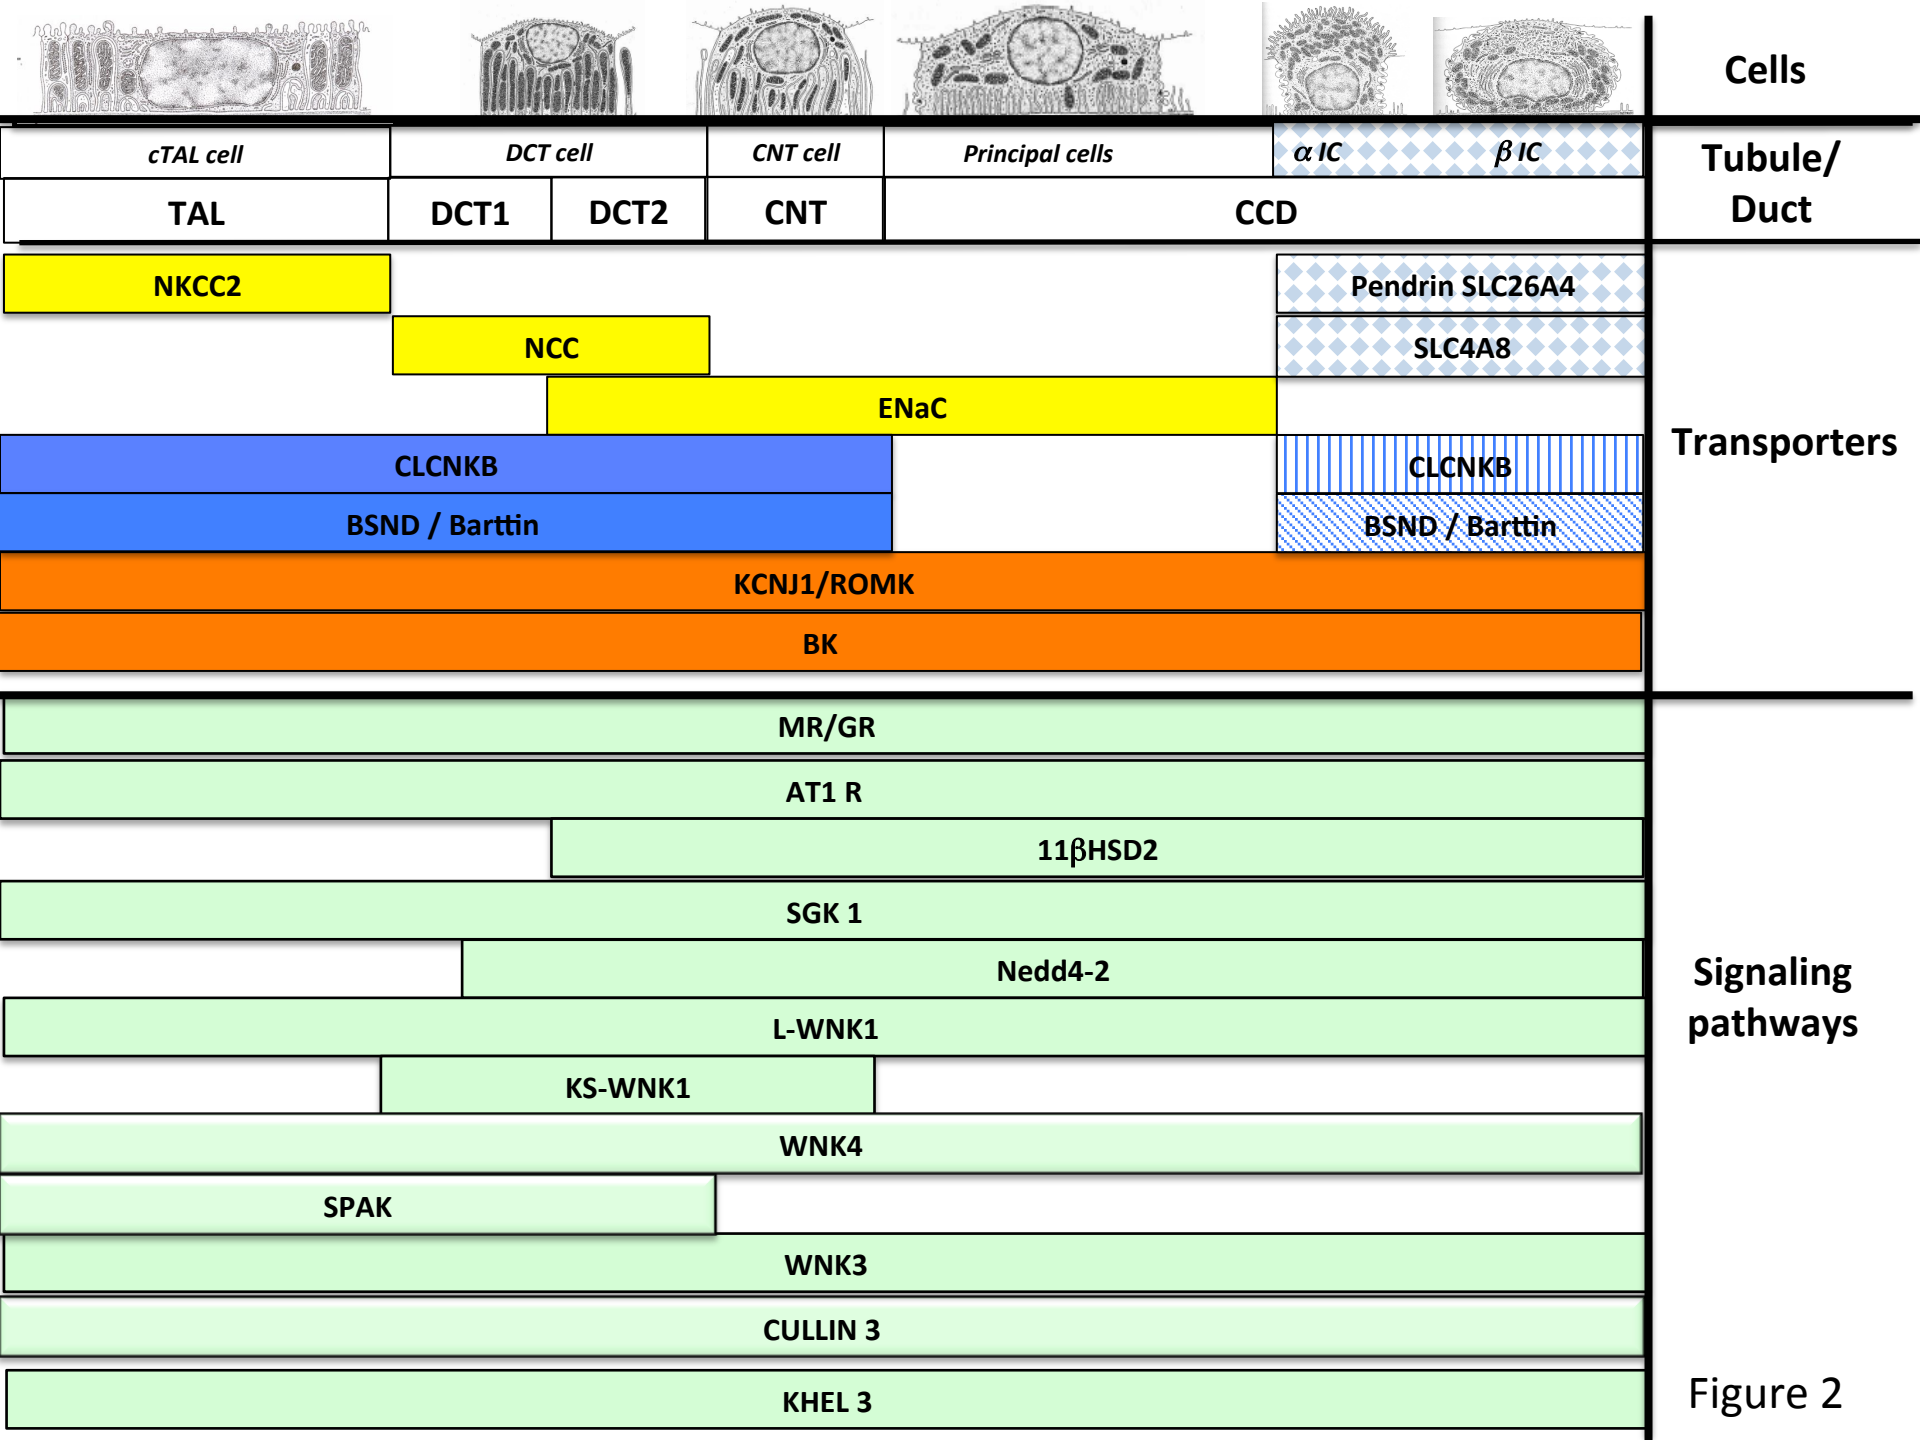 Cells
cTAL cell DCT cell CNT cell Principal cells α IC β IC
Tubule/
Duct
TAL DCT1 DCT2 CNT CCD
NKCC2 Pendrin SLC26A4
NCC SLC4A8
ENaC
Transporters
CLCNKB CLCNKB
BSND / Barttin BSND / Barttin
KCNJ1/ROMK
BK
MR/GR
AT1 R
11βHSD2
SGK 1
Nedd4-2
Signaling
pathways
L-WNK1
KS-WNK1
WNK4
SPAK
WNK3
CULLIN 3
KHEL 3
Figure 2